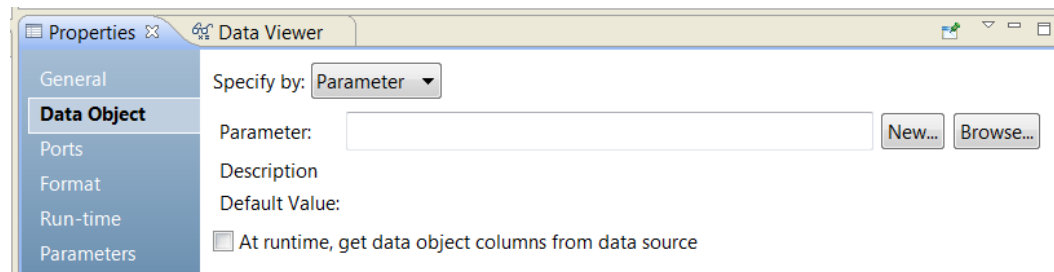 Properties Data Viewer
General
Data Object
Ports
Format
Run-time
Parameters
Specify by: Parameter
Parameter: New... Browse...
Description
Default Value:
At runtime, get data object columns from data source